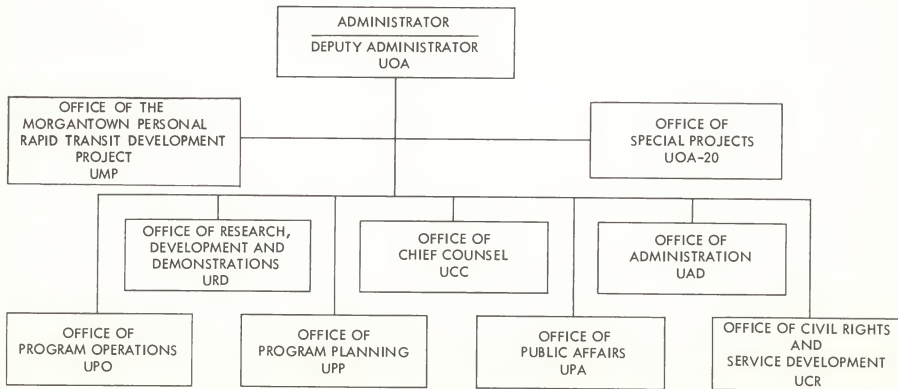 ADMINISTRATOR
DEPUTY ADMINISTRATOR
UOA
OFFICE OF THE
MORGANTOWN PERSONAL
RAPID TRANSIT DEVELOPMENT
PROJECT
UMP
OFFICE OF
SPECIAL PROJECTS
UOA-20
OFFICE OF RESEARCH,
DEVELOPMENT AND
DEMONSTRATIONS
URD
OFFICE OF
CHIEF COUNSEL
UCC
OFFICE OF
ADMINISTRATION
UAD
OFFICE OF
PROGRAM OPERATIONS
UPO
OFFICE OF
PROGRAM PLANNING
UPP
OFFICE OF
PUBLIC AFFAIRS
UPA
OFFICE OF CIVIL RIGHTS
AND
SERVICE DEVELOPMENT
UCR